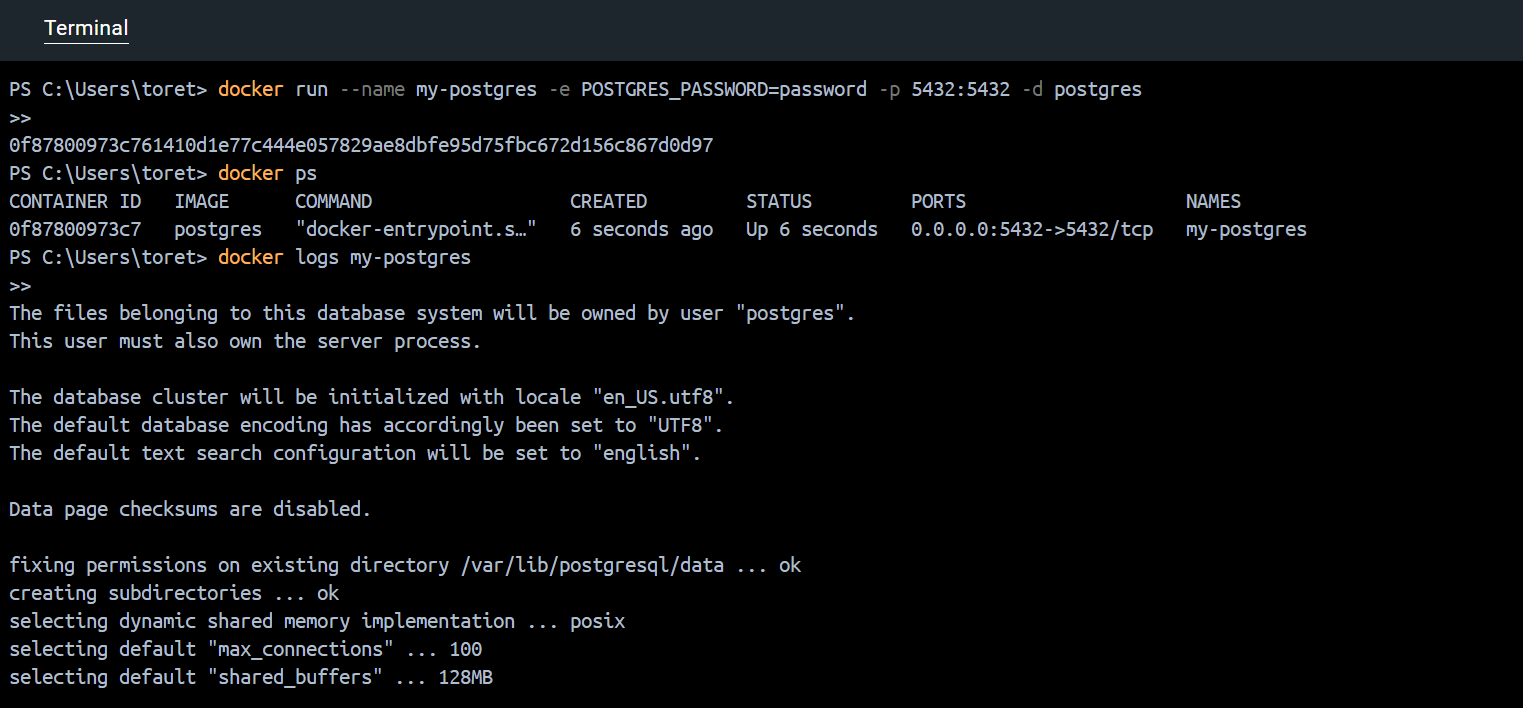 Terminal
PS C:\Users\toret> docker run --name my-postgres -e POSTGRES_PASSWORD=password -p 5432:5432 -d postgres
>>
0f87800973c761410d1e77c444e057829ae8dbfe95d75fbc672d156c867d0d97
PS C:\Users\toret> docker ps
CONTAINER ID   IMAGE      COMMAND                  CREATED         STATUS         PORTS                    NAMES
0f87800973c7   postgres   "docker-entrypoint.s…"   6 seconds ago   Up 6 seconds   0.0.0.0:5432->5432/tcp   my-postgres
PS C:\Users\toret> docker logs my-postgres
>>
The files belonging to this database system will be owned by user "postgres".
This user must also own the server process.

The database cluster will be initialized with locale "en_US.utf8".
The default database encoding has accordingly been set to "UTF8".
The default text search configuration will be set to "english".

Data page checksums are disabled.

fixing permissions on existing directory /var/lib/postgresql/data ... ok
creating subdirectories ... ok
selecting dynamic shared memory implementation ... posix
selecting default "max_connections" ... 100
selecting default "shared_buffers" ... 128MB